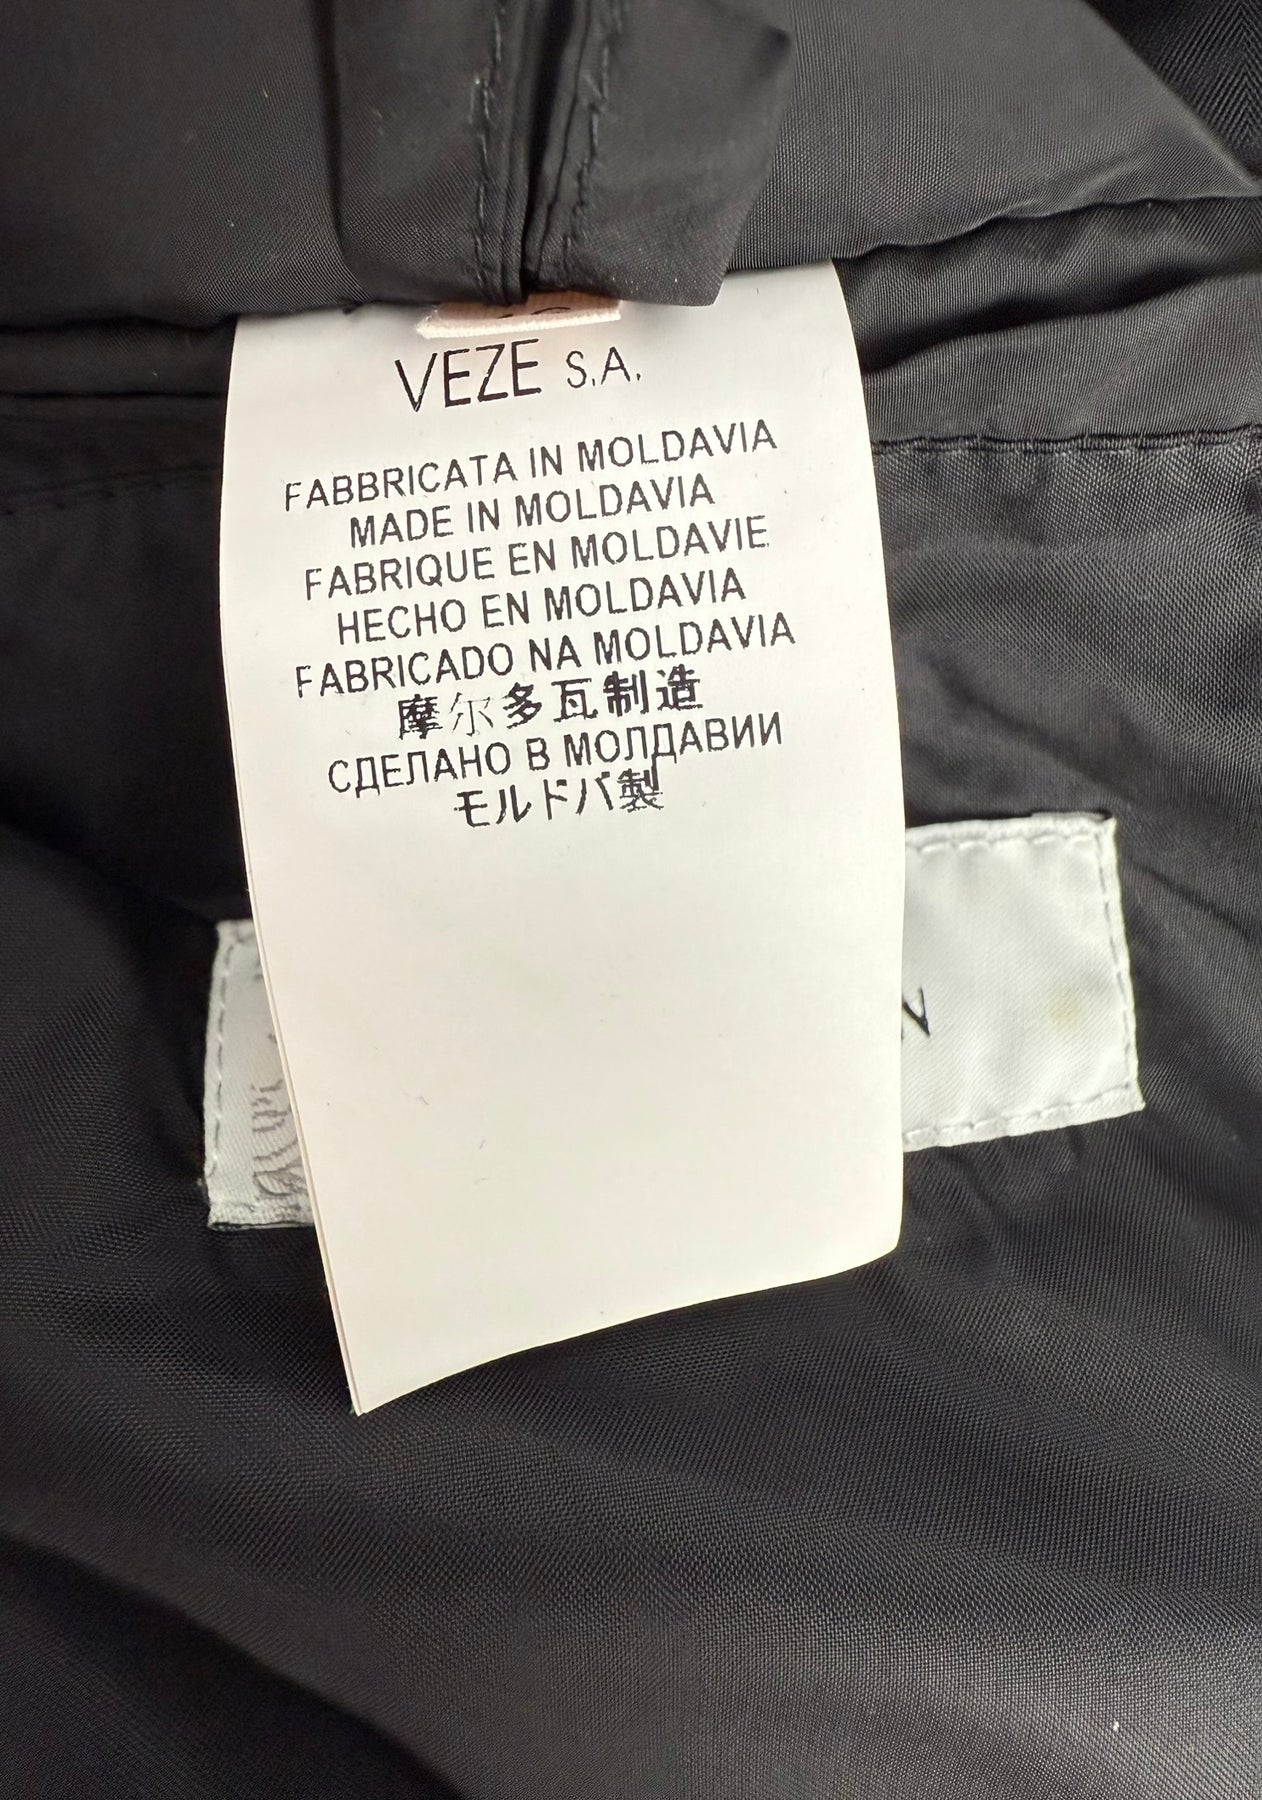 VEZE S.A.
FABBRICATA IN MOLDAVIA
MADE IN MOLDAVIA
FABRIQUE EN MOLDAVIE
HECHO EN MOLDAVIA
FABRICADO NA MOLDAVIA
摩尔多瓦制造
СДЕЛАНО В МОЛДАВИИ
モルドバ製